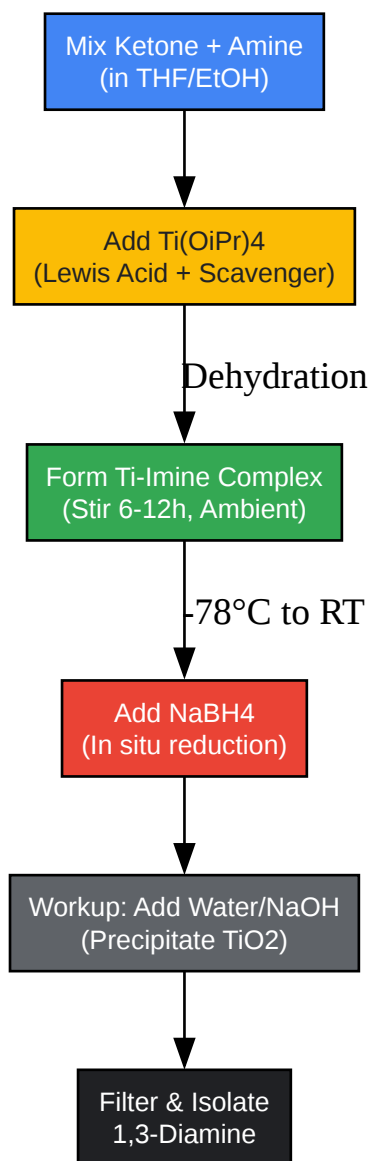 Mix Ketone + Amine
(in THF/EtOH)
Add Ti(OiPr)4
(Lewis Acid + Scavenger)
Dehydration
Form Ti-Imine Complex
(Stir 6-12h, Ambient)
-78°C to RT
Add NaBH4
(In situ reduction)
Workup: Add Water/NaOH
(Precipitate TiO2)
Filter & Isolate
1,3-Diamine